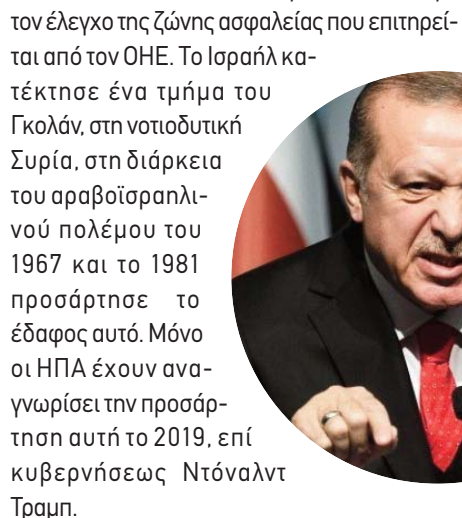 τον έλεγχο της ζώνης ασφαλείας που επιτηρεί-
ται από τον ΟΗΕ. Το Ισραήλ κα-
τέκτησε ένα τμήμα του
Γκολάν, στη νοτιοδυτική
Συρία, στη διάρκεια
του αραβοϊσραηλι-
νού πολέμου του
1967 και το 1981
προσάρτησε το
έδαφος αυτό. Μόνο
οι ΗΠΑ έχουν ανα-
γνωρίσει την προσάρ-
τηση αυτή το 2019, επί
κυβερνήσεως Ντόναλντ
Τραμπ.